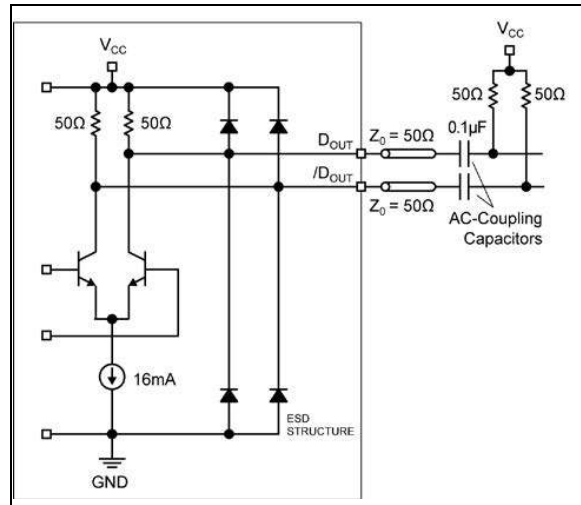 V_CC
V_CC
50Ω
50Ω
50Ω
50Ω
0.1µF
D_OUT
Z_0 = 50Ω
/D_OUT
Z_0 = 50Ω
AC-Coupling
Capacitors
16mA
ESD
STRUCTURE
GND